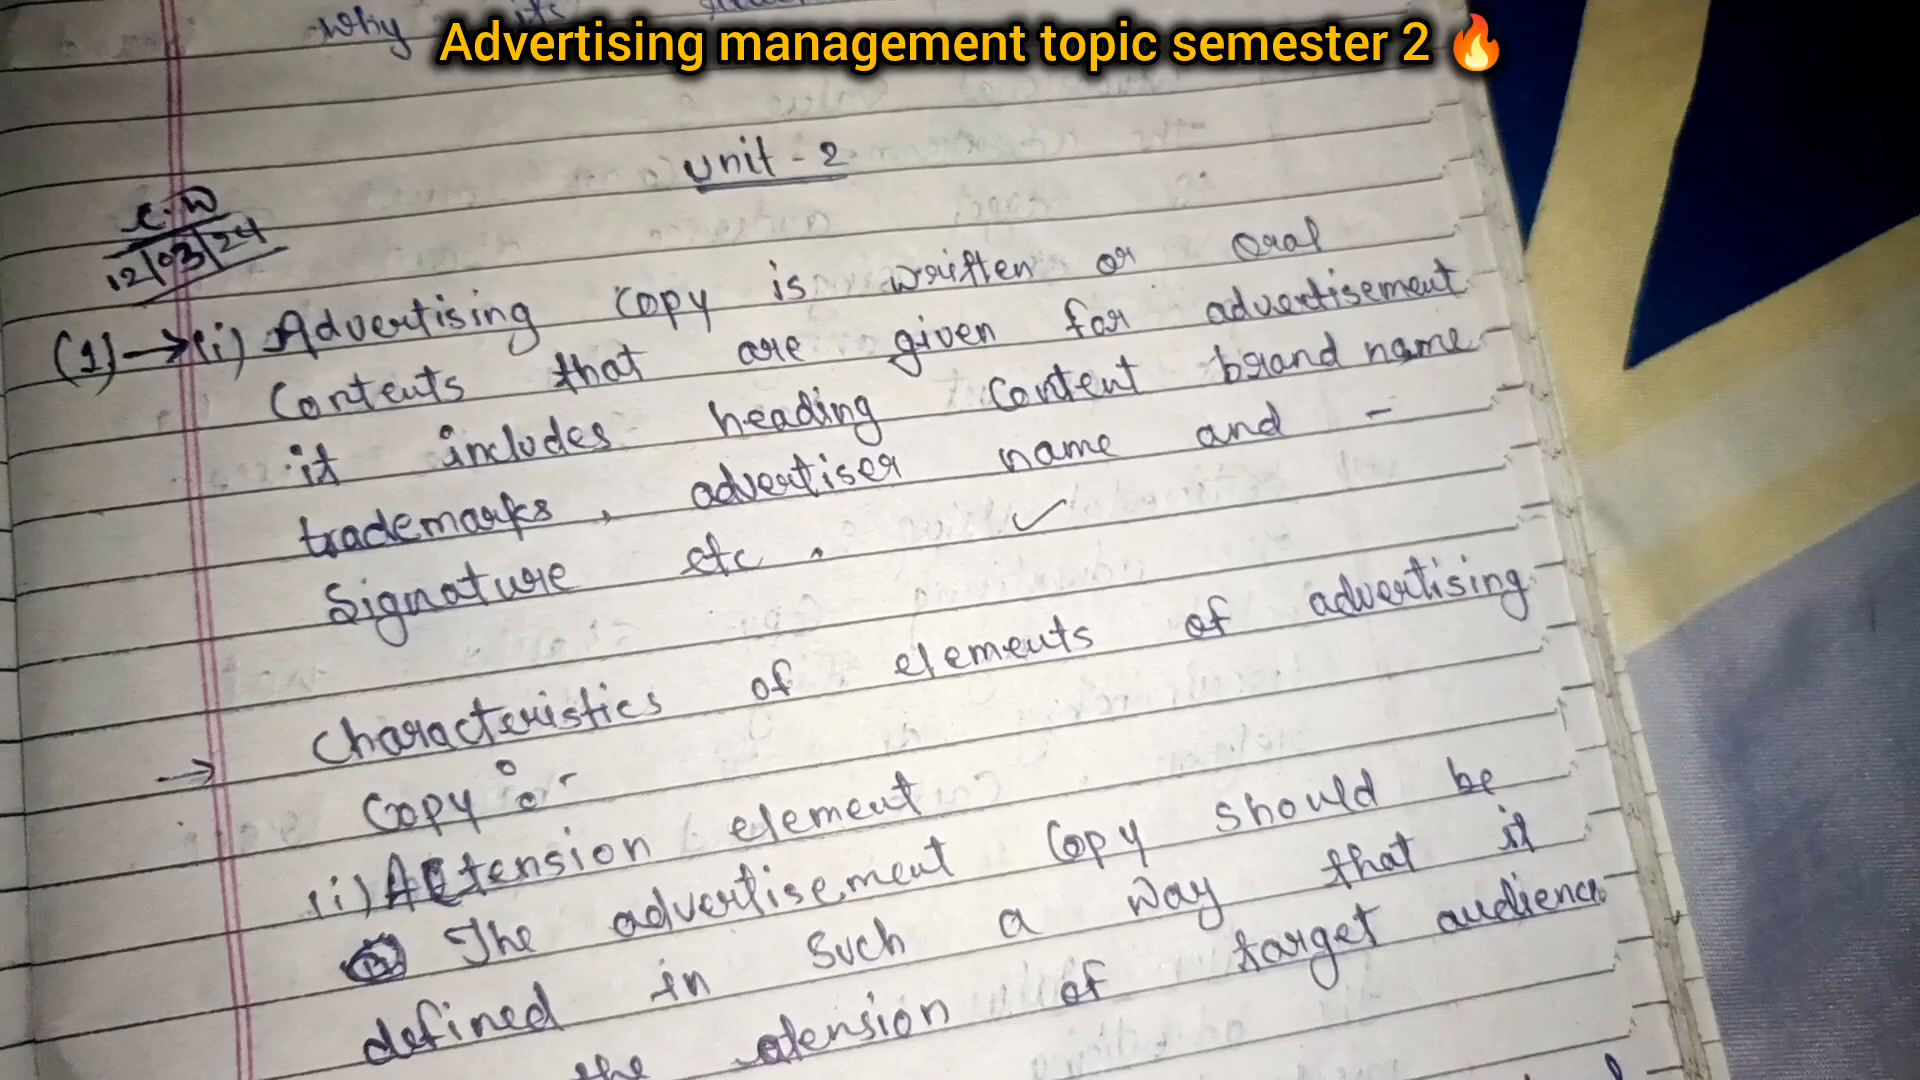 why its
Advertising management topic semester 2 🔥
Unit - 2
C.W
12/03/24
(1)→(i) Advertising copy is written or oral
Contents that are given for advertisement
it includes heading content brand name
trademarks, advertiser name and -
Signature etc.
→ Characteristics of elements of advertising
Copy :-
(i) Attension element
The advertisement Copy should be
defined in such a way that it
the atension of target audience